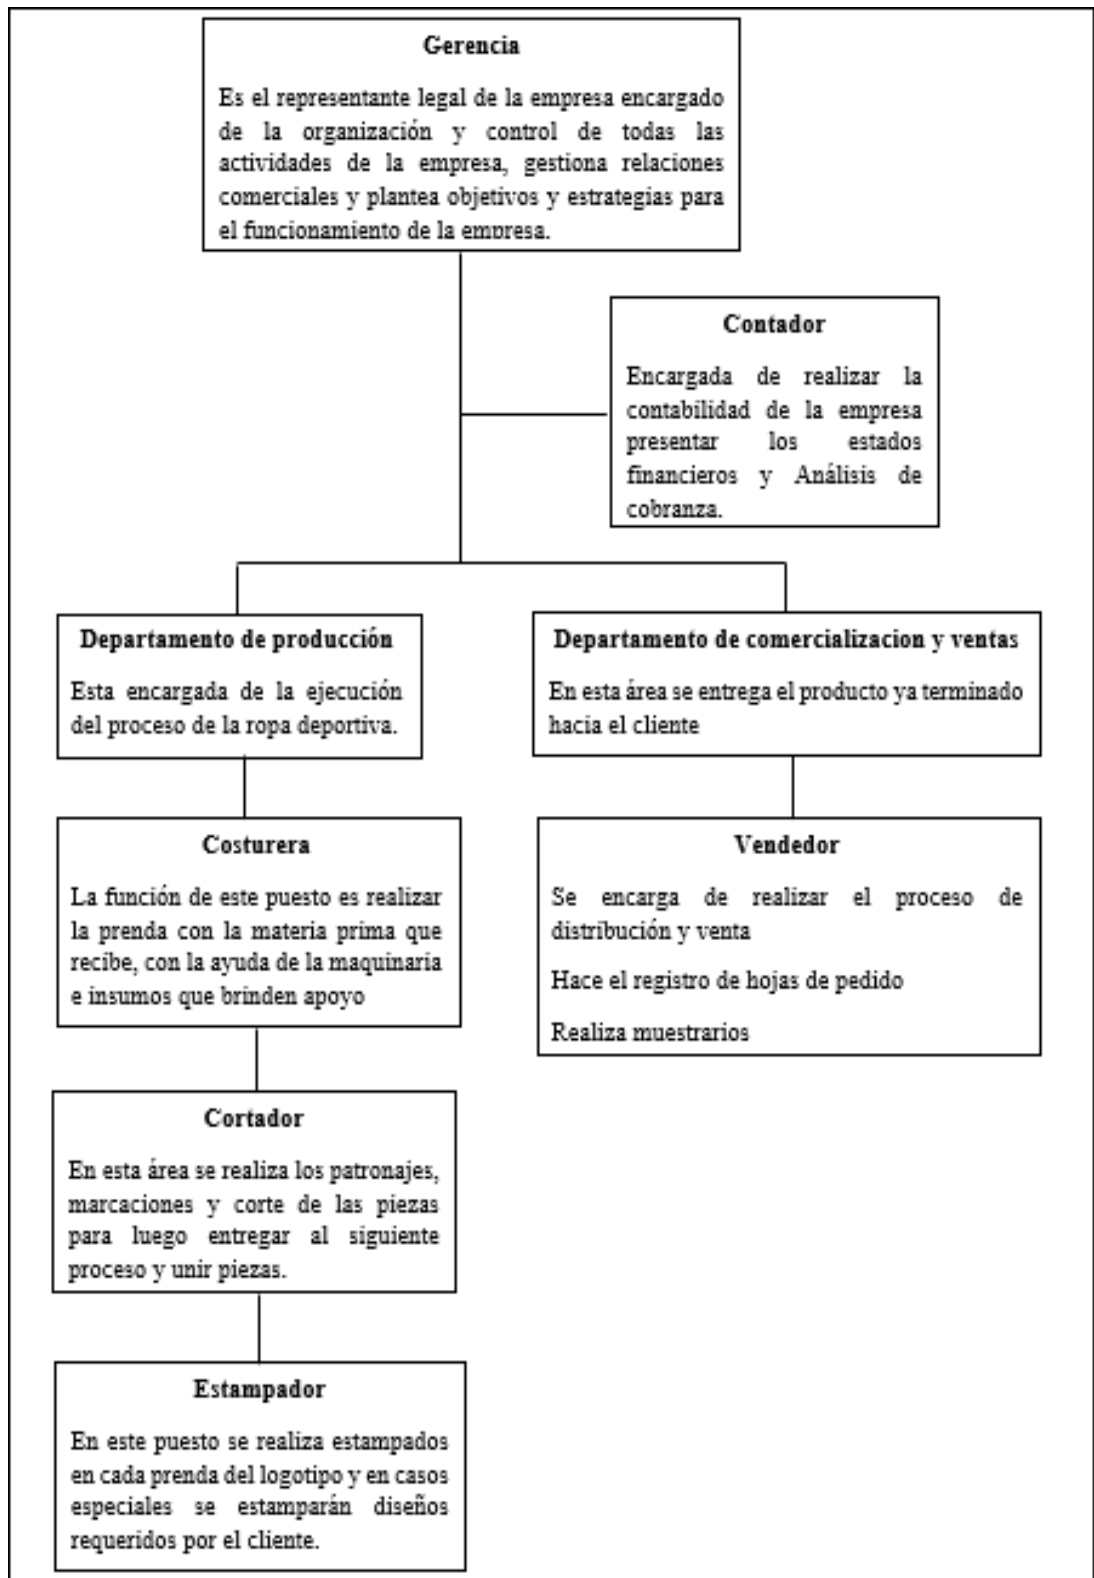 Gerencia
Es el representante legal de la empresa encargado
de la organización y control de todas las
actividades de la empresa, gestiona relaciones
comerciales y plantea objetivos y estrategias para
el funcionamiento de la empresa.
Contador
Encargada de realizar la
contabilidad de la empresa
presentar los estados
financieros y Análisis de
cobranza.
Departamento de producción
Esta encargada de la ejecución
del proceso de la ropa deportiva.
Departamento de comercializacion y ventas
En esta área se entrega el producto ya terminado
hacia el cliente
Costurera
La función de este puesto es realizar
la prenda con la materia prima que
recibe, con la ayuda de la maquinaria
e insumos que brinden apoyo
Vendedor
Se encarga de realizar el proceso de
distribución y venta
Hace el registro de hojas de pedido
Realiza muestrarios
Cortador
En esta área se realiza los patronajes,
marcaciones y corte de las piezas
para luego entregar al siguiente
proceso y unir piezas.
Estampador
En este puesto se realiza estampados
en cada prenda del logotipo y en casos
especiales se estamparán diseños
requeridos por el cliente.